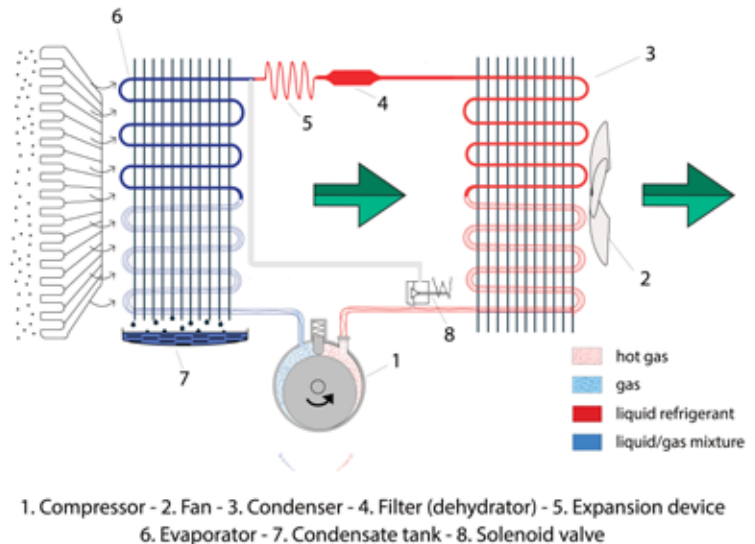 6
3
5
4
2
8
7
1
hot gas
gas
liquid refrigerant
liquid/gas mixture
1. Compressor - 2. Fan - 3. Condenser - 4. Filter (dehydrator) - 5. Expansion device
6. Evaporator - 7. Condensate tank - 8. Solenoid valve